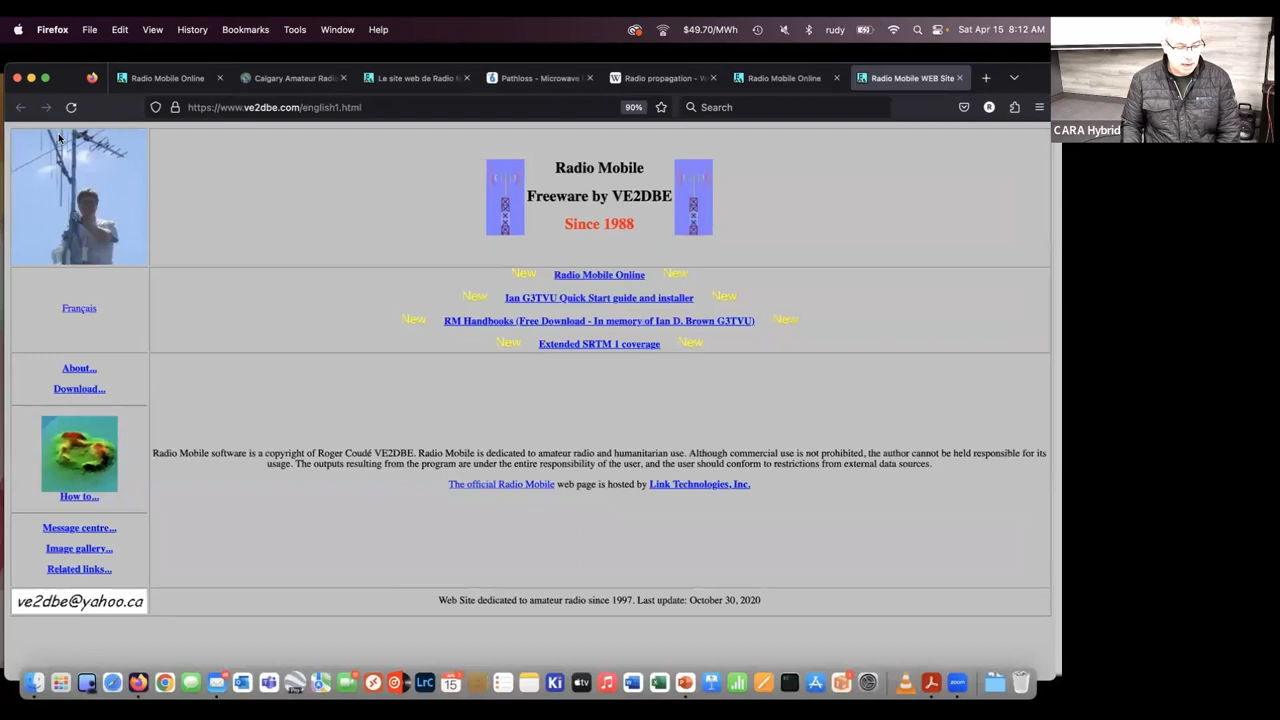 Firefox File Edit View History Bookmarks Tools Window Help $49.70/MWh rudy Sat Apr 15 8:12 AM
Radio Mobile Online Calgary Amateur Radi Le site web de Radio Pathloss - Microwave Radio propagation - W Radio Mobile Online Radio Mobile WEB Site
https://www.ve2dbe.com/english1.html 90% Search
CARA Hybrid
Radio Mobile
Freeware by VE2DBE
Since 1988
New Radio Mobile Online New
New Ian G3TVU Quick Start guide and installer New
Français
New RM Handbooks (Free Download - In memory of Ian D. Brown G3TVU) New
New Extended SRTM 1 coverage New
About...
Download...
How to...
Radio Mobile software is a copyright of Roger Coudé VE2DBE. Radio Mobile is dedicated to amateur radio and humanitarian use. Although commercial use is not prohibited, the author cannot be held responsible for its
usage. The outputs resulting from the program are under the entire responsibility of the user, and the user should conform to restrictions from external data sources.
The official Radio Mobile web page is hosted by Link Technologies, Inc.
Message centre...
Image gallery...
Related links...
ve2dbe@yahoo.ca
Web Site dedicated to amateur radio since 1997. Last update: October 30, 2020
LrC 15 Ki tv zoom